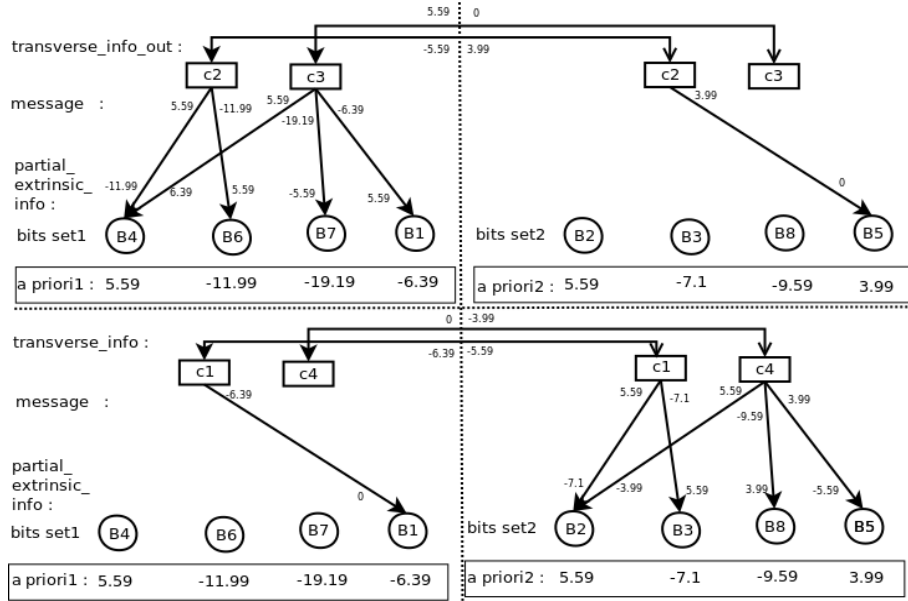 5.59 0
transverse_info_out :
-5.59 3.99
c2 c3 c2 c3
message :
5.59 -11.99 5.59 -19.19 -6.39 3.99
partial_
extrinsic_
info :
-11.99 6.39 5.59 -5.59 5.59 0
bits set1 B4 B6 B7 B1 bits set2 B2 B3 B8 B5
a priori1 : 5.59 -11.99 -19.19 -6.39 a priori2 : 5.59 -7.1 -9.59 3.99
0 -3.99
transverse_info :
-6.39 -5.59
c1 c4 c1 c4
message :
-6.39 5.59 -7.1 5.59 -9.59 3.99
partial_
extrinsic_
info :
0 -7.1 -3.99 5.59 3.99 -5.59
bits set1 B4 B6 B7 B1 bits set2 B2 B3 B8 B5
a priori1 : 5.59 -11.99 -19.19 -6.39 a priori2 : 5.59 -7.1 -9.59 3.99